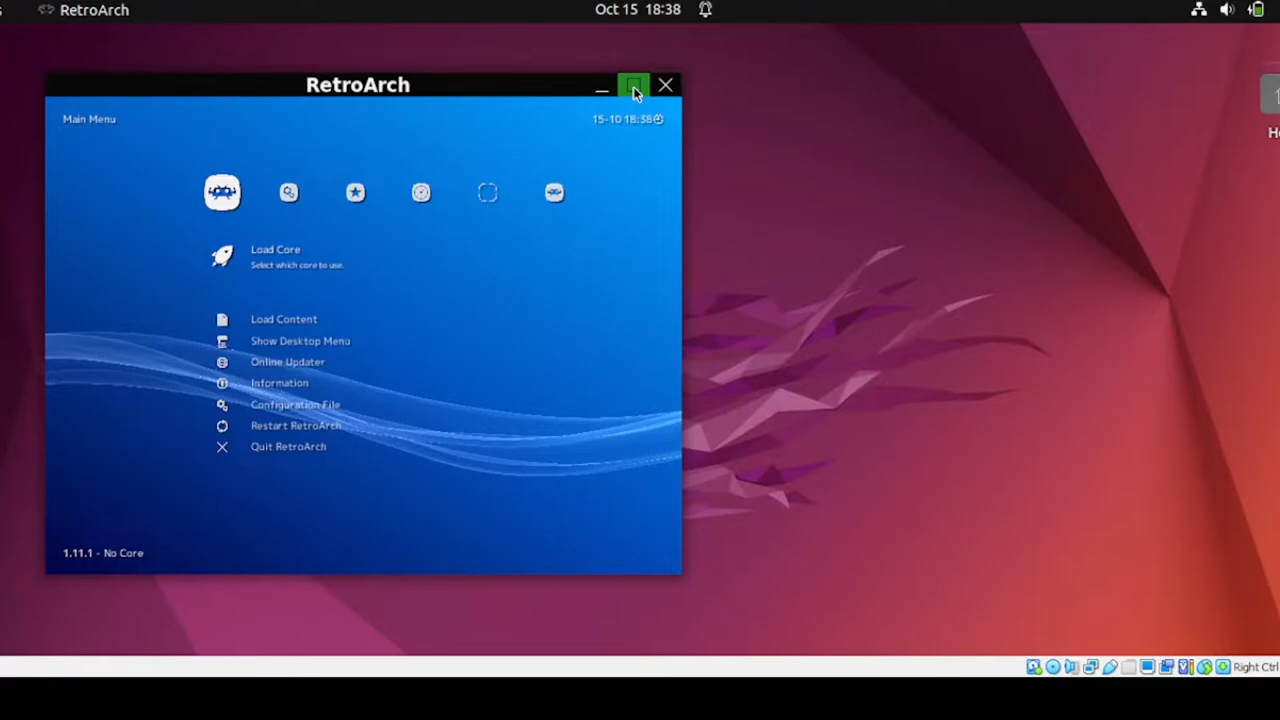 RetroArch
Oct 15 18:38
RetroArch
Main Menu
15-10 18:38
Load Core
Select which core to use.
Load Content
Show Desktop Menu
Online Updater
Information
Configuration File
Restart RetroArch
Quit RetroArch
1.11.1 - No Core
Right Ctrl